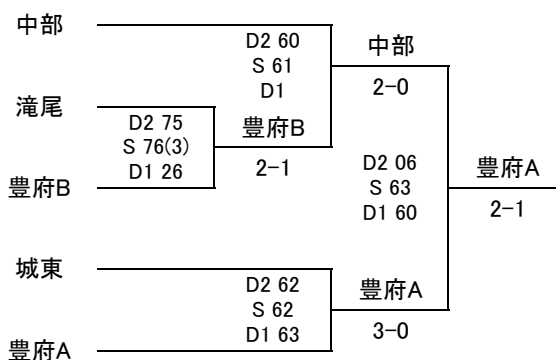 中部
D2 60
S 61
D1
中部
2-0
滝尾
D2 75
S 76(3)
D1 26
豊府B
2-1
豊府B
D2 06
S 63
D1 60
豊府A
2-1
城東
D2 62
S 62
D1 63
豊府A
3-0
豊府A